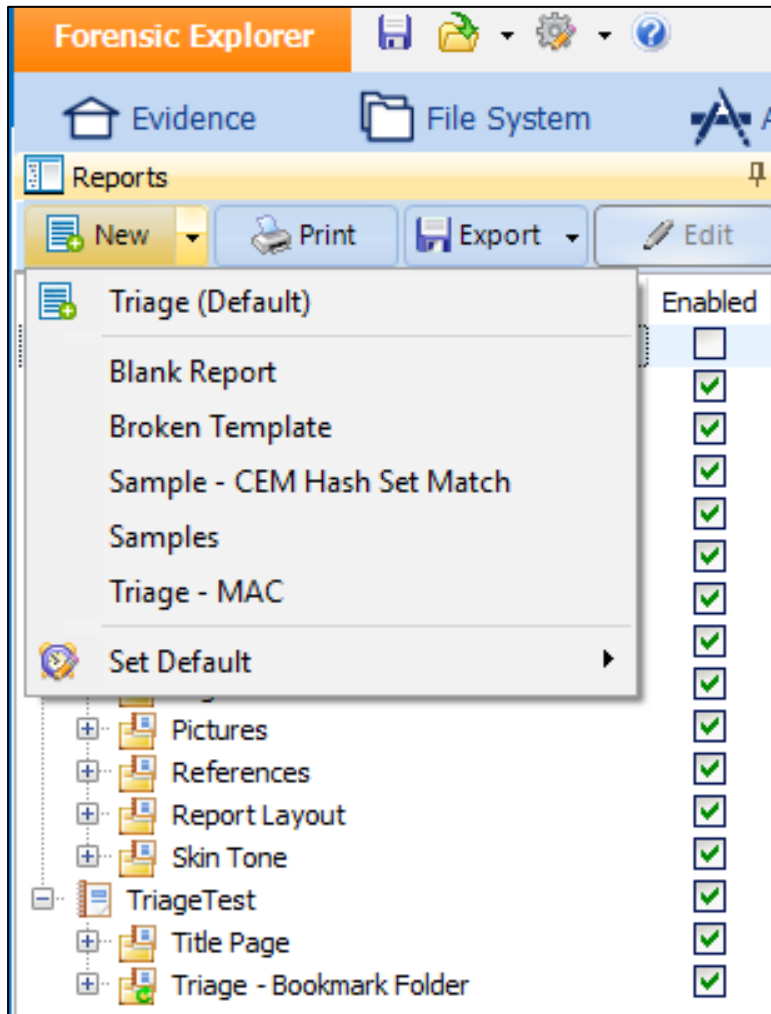 Forensic Explorer
Evidence File System
Reports
New Print Export Edit
Triage (Default)
Enabled
Blank Report
Broken Template
Sample - CEM Hash Set Match
Samples
Triage - MAC
Set Default
Pictures
References
Report Layout
Skin Tone
TriageTest
Title Page
Triage - Bookmark Folder